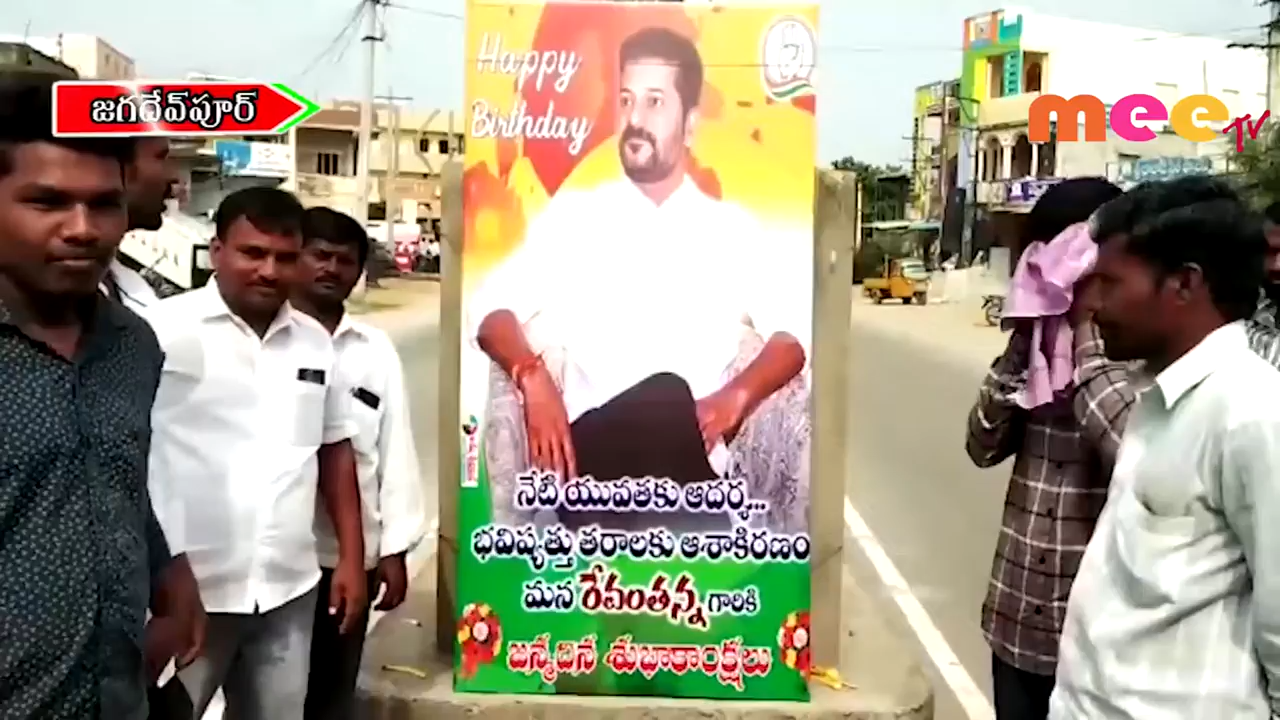 జగదేవ్‌పూర్
mee TV
Happy
Birthday
నేటి యువతకు ఆదర్శ...
భవిష్యత్తు తరాలకు ఆశాకిరణం
మన రేవంతన్న గారికి
జన్మదిన శుభాకాంక్షలు